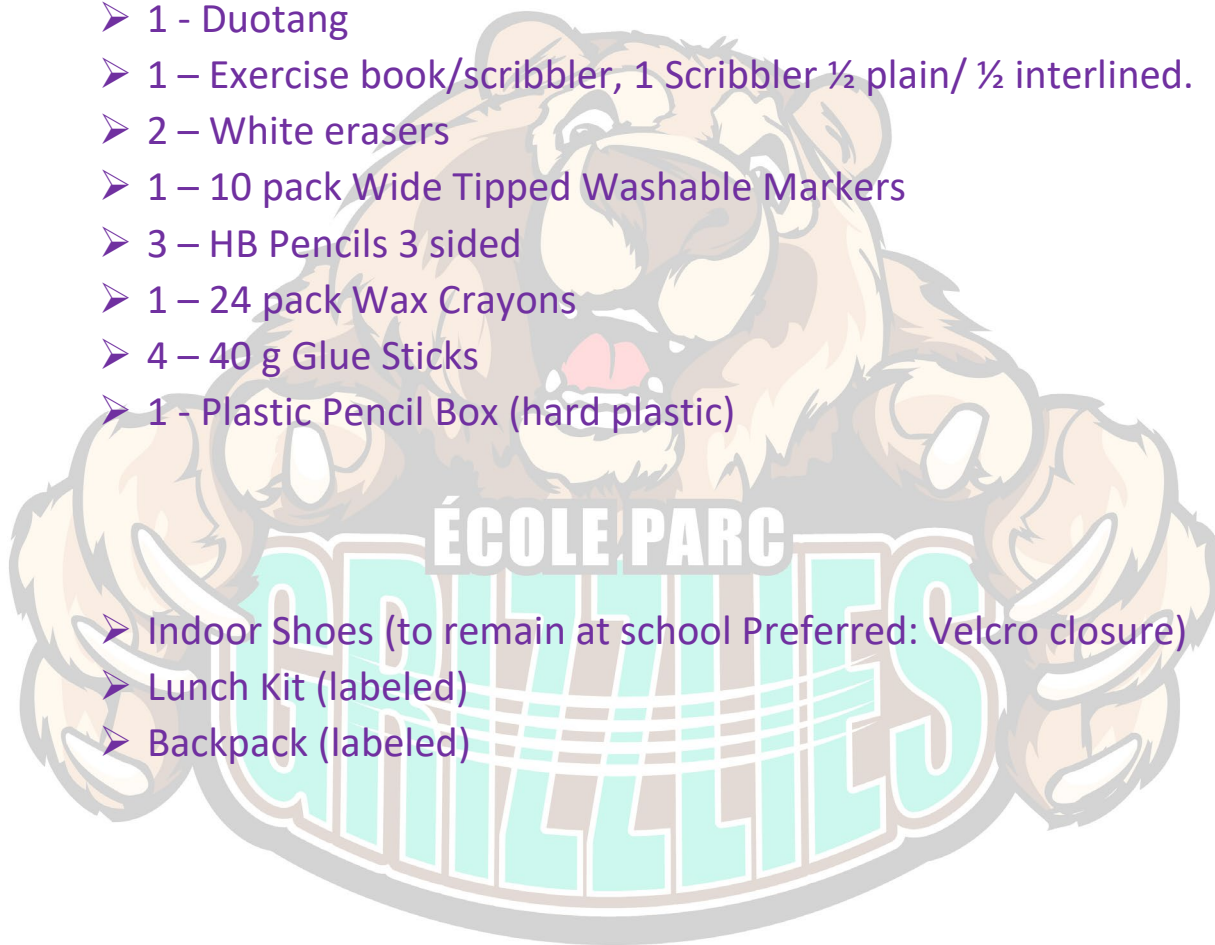 ➢ 1 - Duotang
➢ 1 – Exercise book/scribbler, 1 Scribbler ½ plain/ ½ interlined.
➢ 2 – White erasers
➢ 1 – 10 pack Wide Tipped Washable Markers
➢ 3 – HB Pencils 3 sided
➢ 1 – 24 pack Wax Crayons
➢ 4 – 40 g Glue Sticks
➢ 1 - Plastic Pencil Box (hard plastic)
ÉCOLE PARC
GRIZZLIES
➢ Indoor Shoes (to remain at school Preferred: Velcro closure)
➢ Lunch Kit (labeled)
➢ Backpack (labeled)